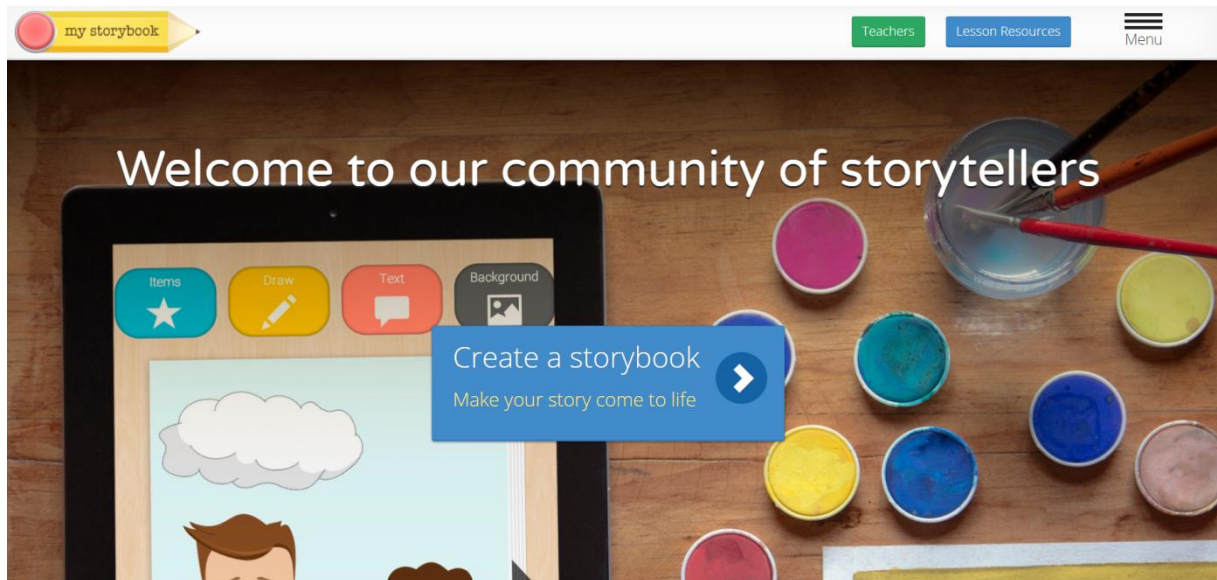 my storybook
Teachers
Lesson Resources
Menu
Welcome to our community of storytellers
Items
Draw
Text
Background
Create a storybook
Make your story come to life